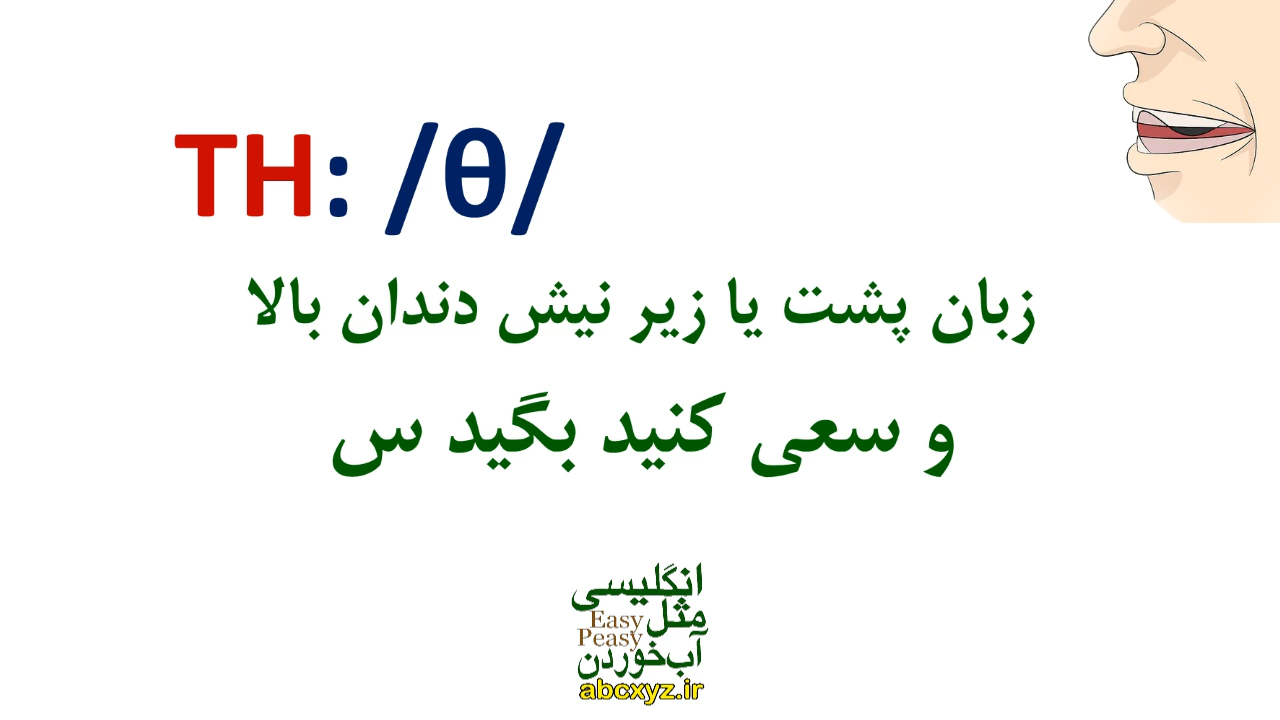 TH: /θ/
زبان پشت یا زیر نیش دندان بالا
و سعی کنید بگید س
انگلیسی
مثل
Easy
Peasy
آب‌خوردن
abcxyz.ir